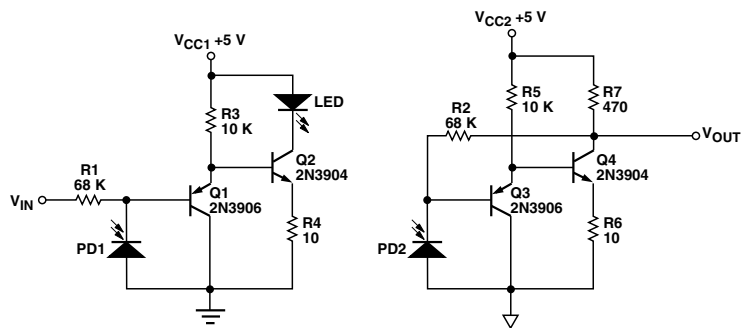 VCC1 +5 V
R3
10 K
LED
Q2
2N3904
R1
68 K
VIN
Q1
2N3906
R4
10
PD1
VCC2 +5 V
R5
10 K
R7
470
R2
68 K
VOUT
Q4
2N3904
Q3
2N3906
R6
10
PD2